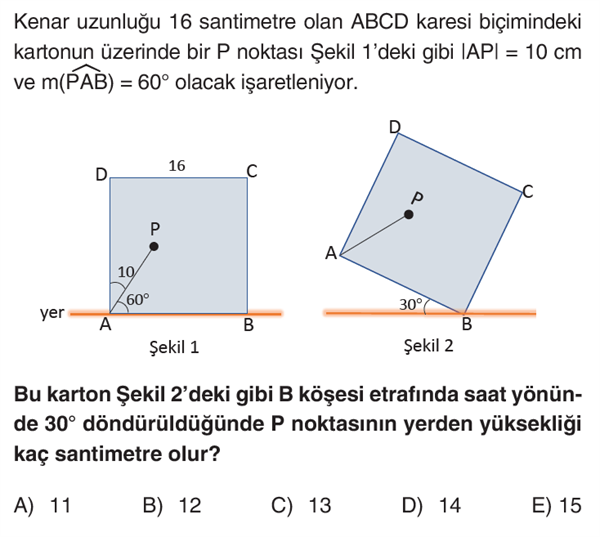 Kenar uzunluğu 16 santimetre olan ABCD karesi biçimindeki
kartonun üzerinde bir P noktası Şekil 1’deki gibi |AP| = 10 cm
ve m(PAB) = 60° olacak işaretleniyor.
D 16 C
P
10
60°
yer
A B
Şekil 1
D
P
C
A
30°
B
Şekil 2
Bu karton Şekil 2’deki gibi B köşesi etrafında saat yönün-
de 30° döndürüldüğünde P noktasının yerden yüksekliği
kaç santimetre olur?
A) 11 B) 12 C) 13 D) 14 E) 15